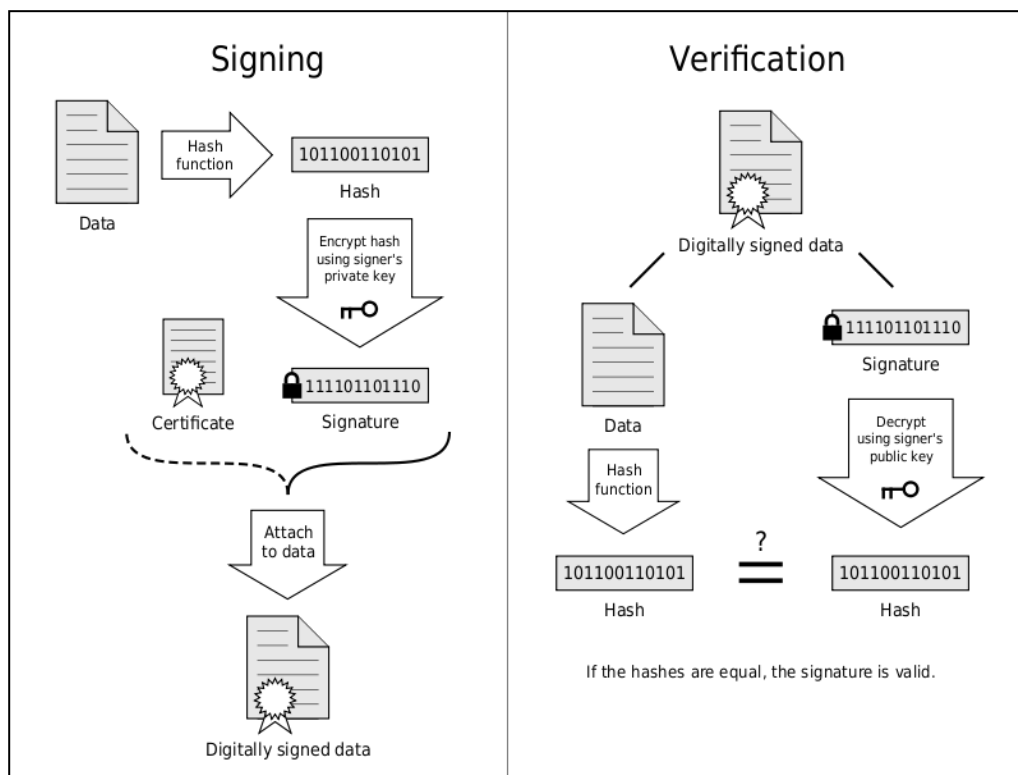 Signing
Hash
function
101100110101
Hash
Data
Encrypt hash
using signer's
private key
Certificate
111101101110
Signature
Attach
to data
Digitally signed data
Verification
Digitally signed data
Data
111101101110
Signature
Hash
function
Decrypt
using signer's
public key
101100110101
Hash
?
101100110101
Hash
If the hashes are equal, the signature is valid.